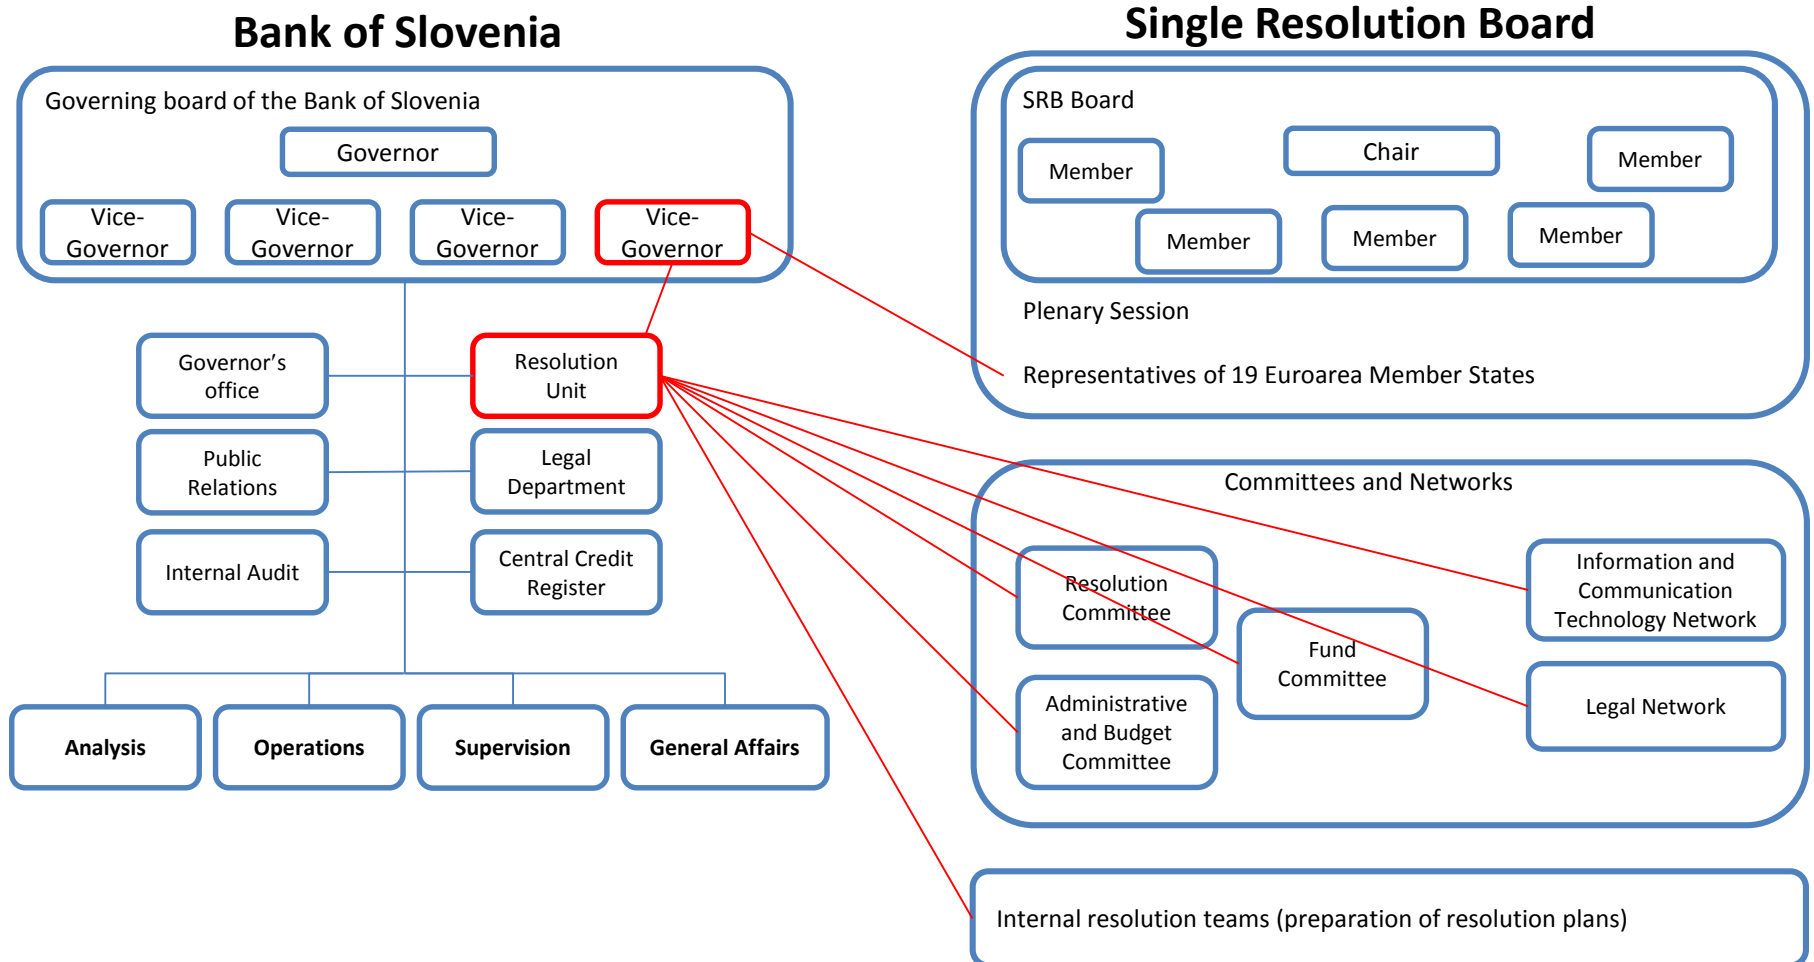 Bank of Slovenia
Governing board of the Bank of Slovenia
Governor
Vice-
Governor
Vice-
Governor
Vice-
Governor
Vice-
Governor
Governor's
office
Resolution
Unit
Public
Relations
Legal
Department
Internal Audit
Central Credit
Register
Analysis
Operations
Supervision
General Affairs
Single Resolution Board
SRB Board
Member
Chair
Member
Member
Member
Member
Plenary Session
Representatives of 19 Euroarea Member States
Committees and Networks
Resolution
Committee
Fund
Committee
Administrative
and Budget
Committee
Information and
Communication
Technology Network
Legal Network
Internal resolution teams (preparation of resolution plans)